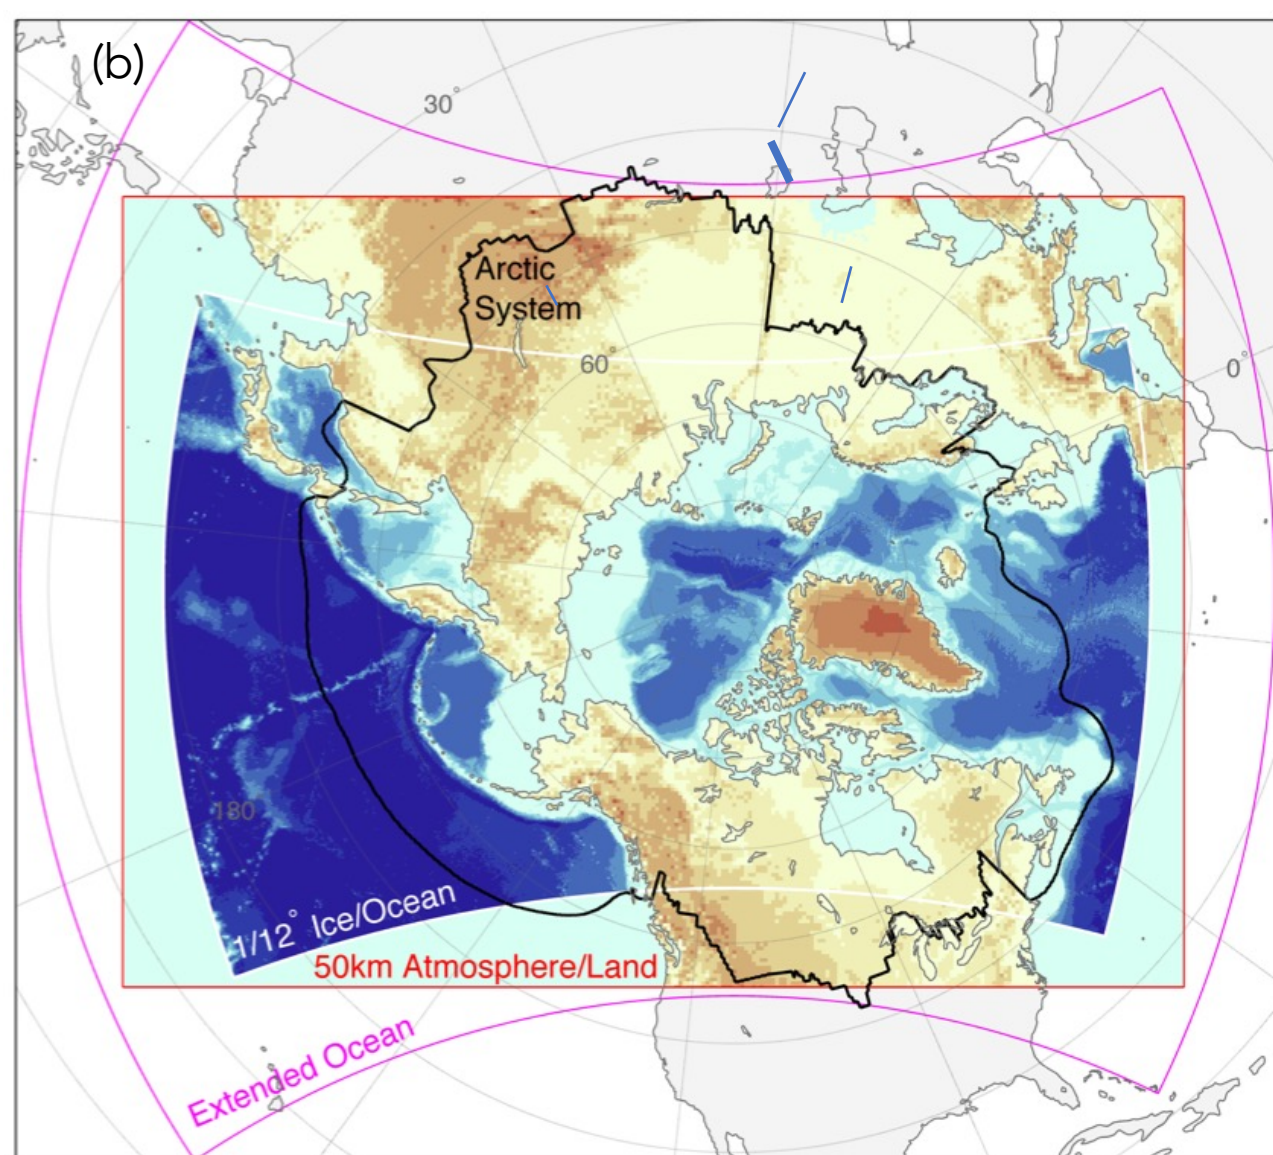 (b)
30°
Arctic
System
60°
0°
180
1/12° Ice/Ocean
50km Atmosphere/Land
Extended Ocean